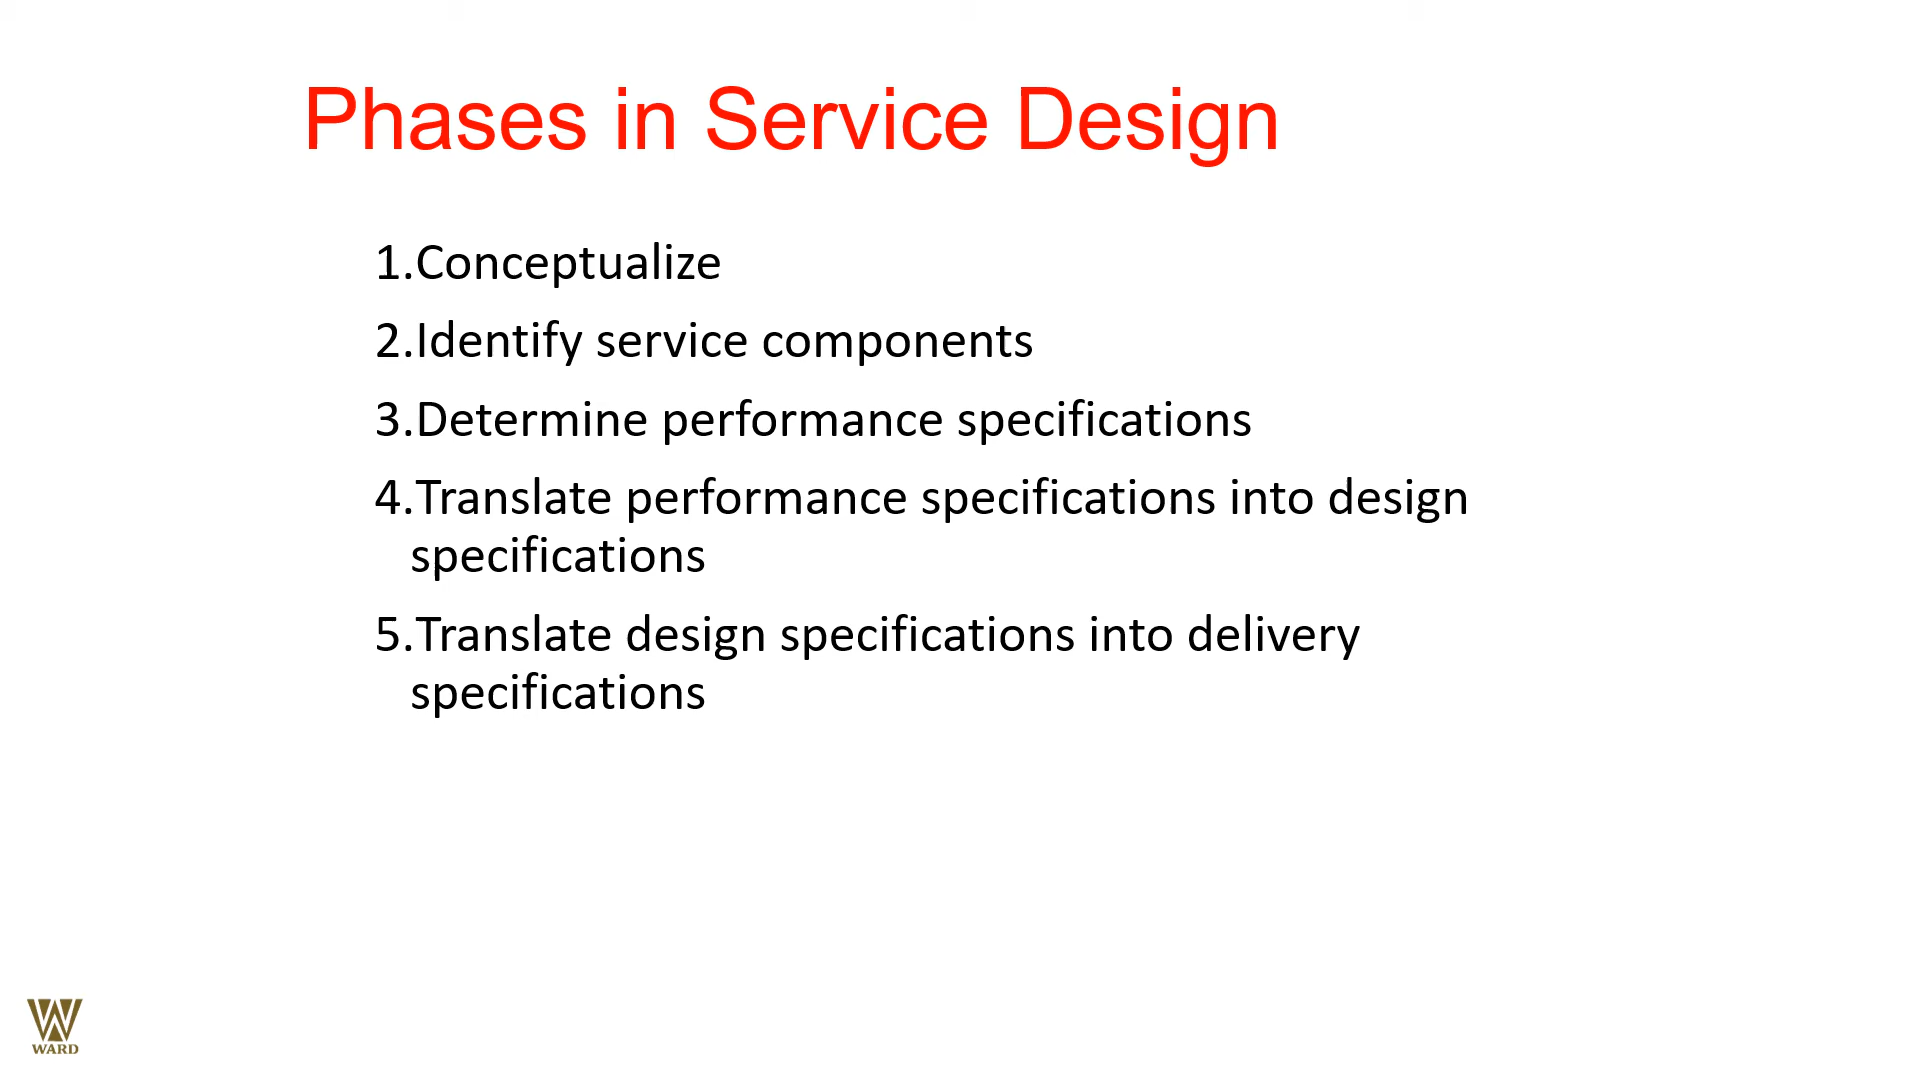 Phases in Service Design
1.Conceptualize
2.Identify service components
3.Determine performance specifications
4.Translate performance specifications into design
specifications
5.Translate design specifications into delivery
specifications
WARD